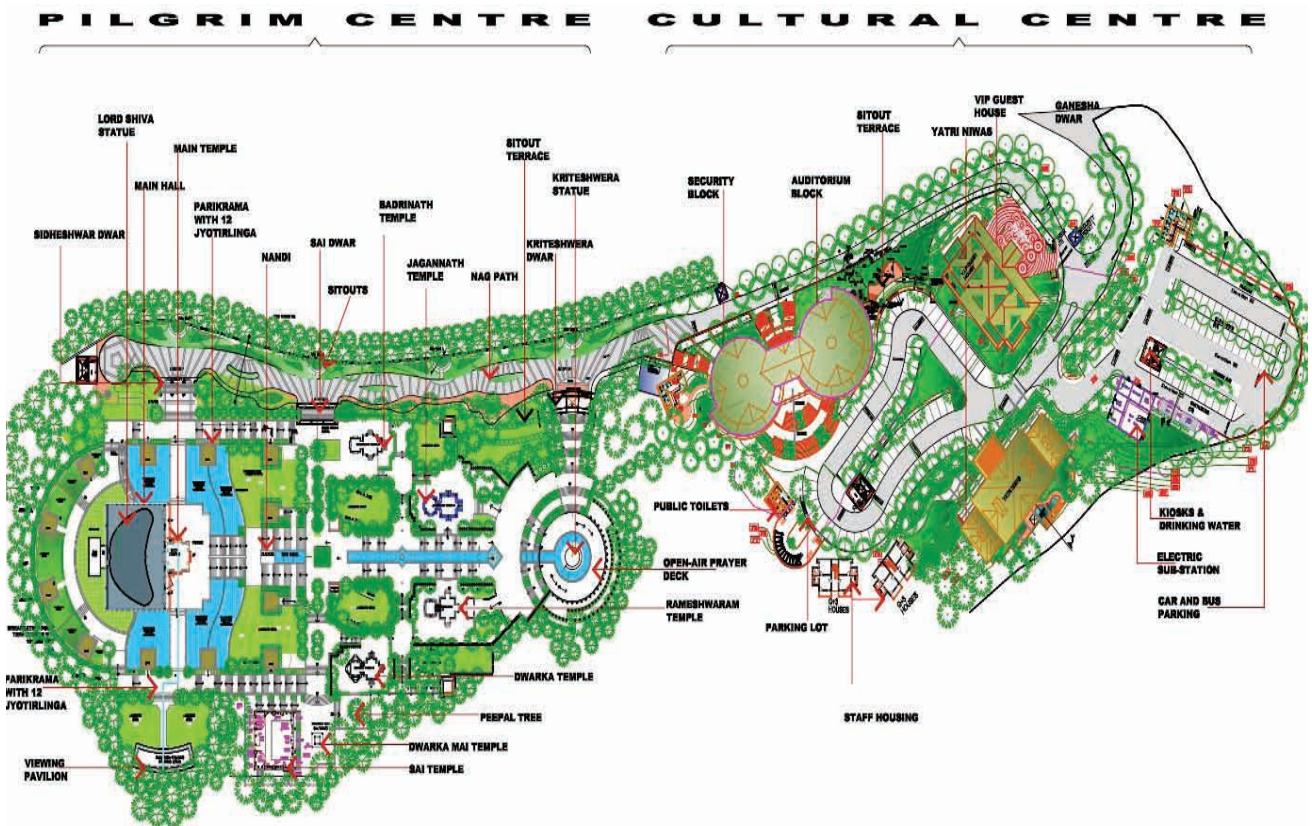 PILGRIM CENTRE
CULTURAL CENTRE
LORD SHIVA
STATUE
MAIN TEMPLE
MAIN HALL
SIDHESHWAR DWAR
PARIKRAMA
WITH 12
JYOTIRLINGA
NANDI
SAI DWAR
SITOUTS
BADRINATH
TEMPLE
JAGANNATH
TEMPLE
NAG PATH
SITOUT
TERRACE
KRITESHWERA
STATUE
KRITESHWERA
DWAR
SECURITY
BLOCK
AUDITORIUM
BLOCK
SITOUT
TERRACE
VIP GUEST
HOUSE
YATRI NIWAS
GANESHA
DWAR
PUBLIC TOILETS
OPEN-AIR PRAYER
DECK
RAMESHWARAM
TEMPLE
PARKING LOT
G+3
HOUSES
G+3
HOUSES
KIOSKS &
DRINKING WATER
ELECTRIC
SUB-STATION
CAR AND BUS
PARKING
STAFF HOUSING
DWARKA TEMPLE
PEEPAL TREE
DWARKA MAI TEMPLE
SAI TEMPLE
PARIKRAMA
WITH 12
JYOTIRLINGA
VIEWING
PAVILION